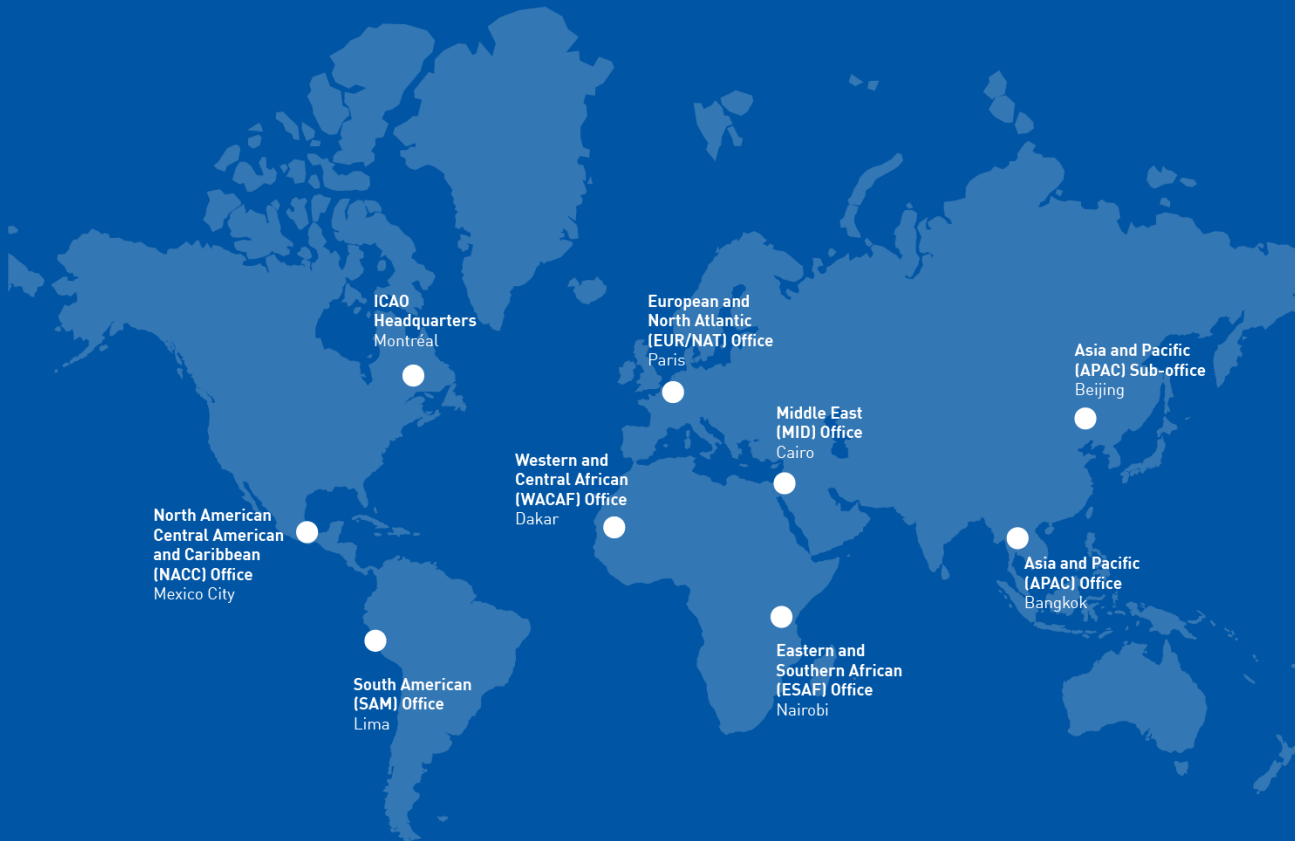 ICAO
Headquarters
Montréal
European and
North Atlantic
(EUR/NAT) Office
Paris
Asia and Pacific
(APAC) Sub-office
Beijing
Middle East
(MID) Office
Cairo
Western and
Central African
(WACAF) Office
Dakar
North American
Central American
and Caribbean
(NACC) Office
Mexico City
Asia and Pacific
(APAC) Office
Bangkok
Eastern and
Southern African
(ESAF) Office
Nairobi
South American
(SAM) Office
Lima